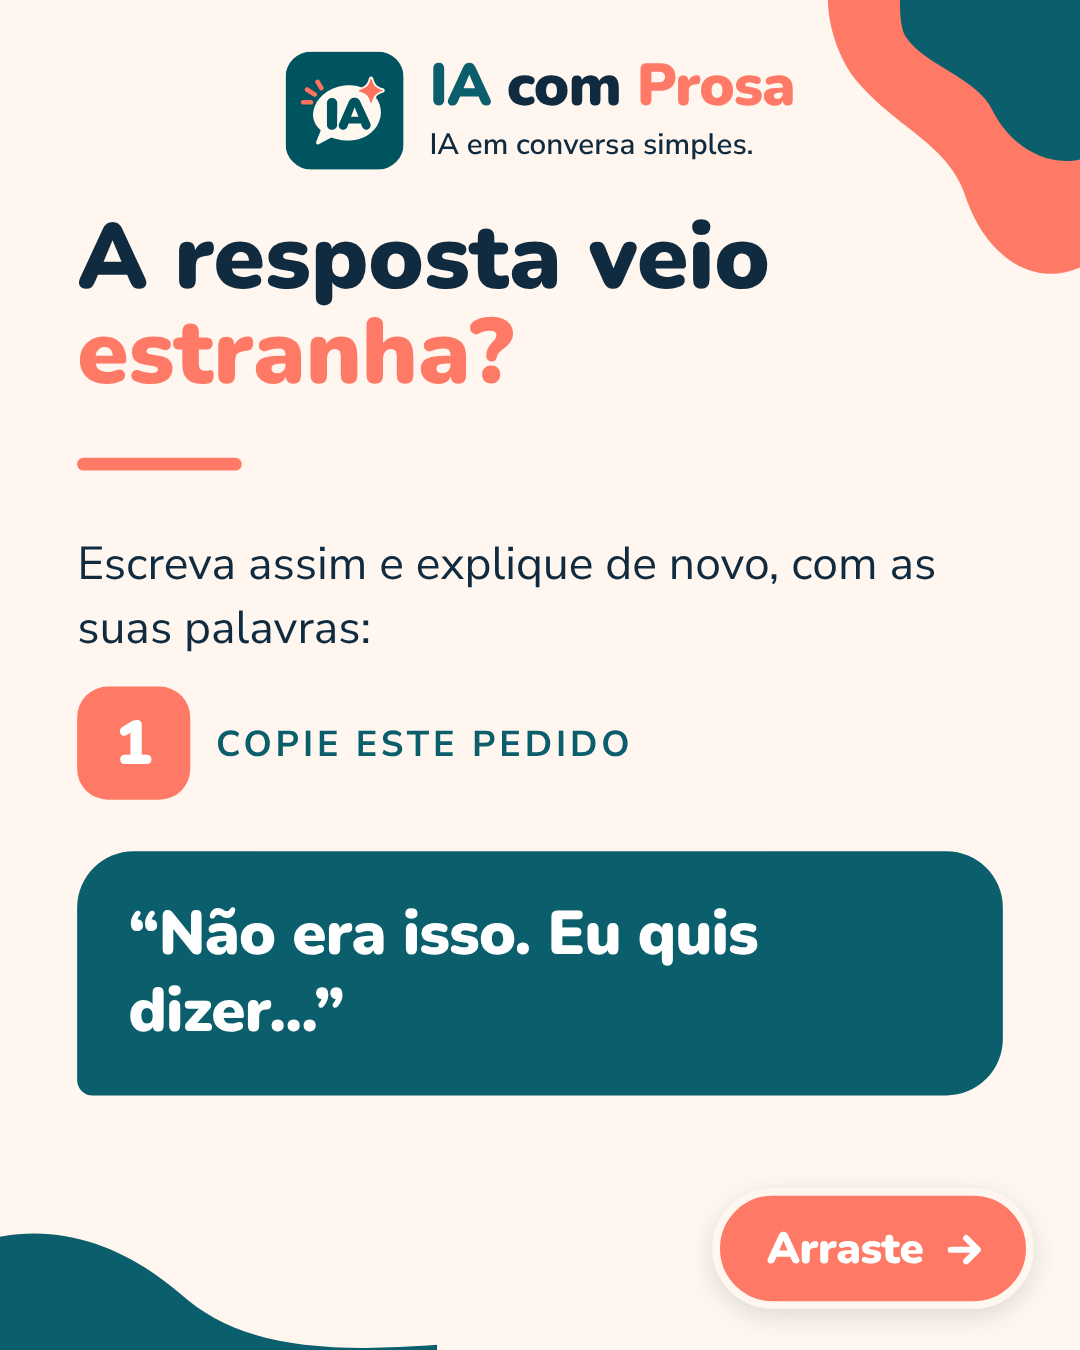 IA
IA com Prosa
IA em conversa simples.
A resposta veio
estranha?
Escreva assim e explique de novo, com as
suas palavras:
1
COPIE ESTE PEDIDO
“Não era isso. Eu quis
dizer...”
Arraste →